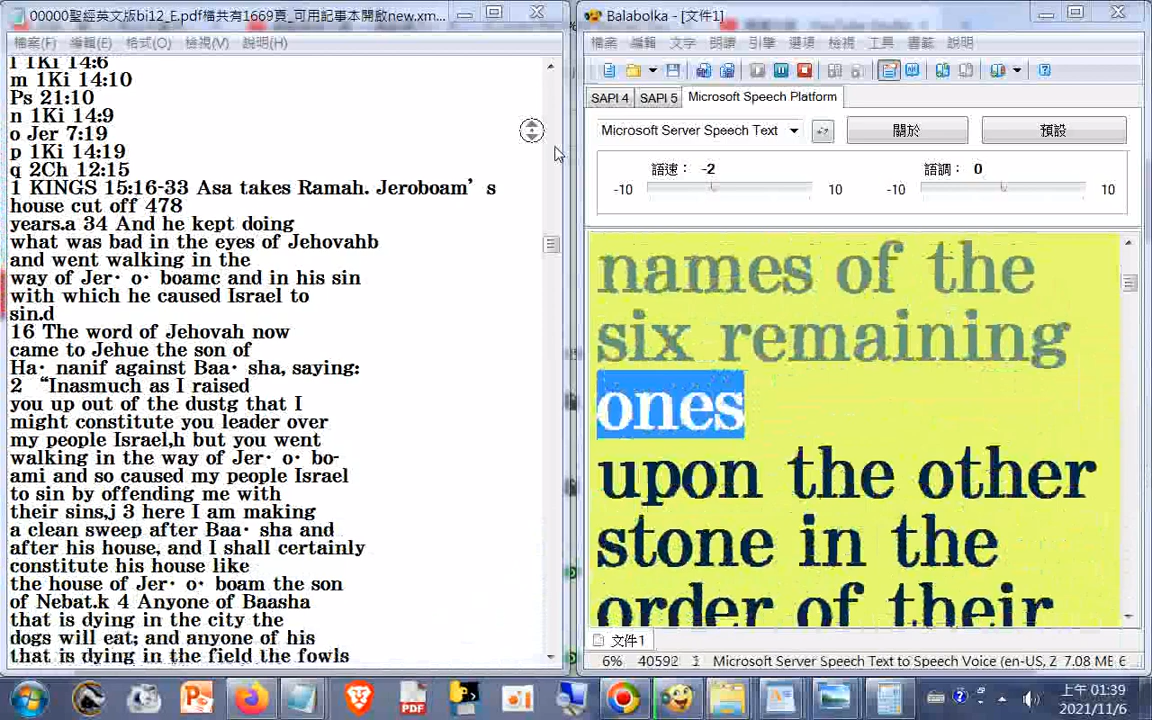 00000聖經英文版bi12_E.pdf檔共有1669頁_可用記事本開啟new.xm...
檔案(F) 編輯(E) 格式(O) 檢視(V) 說明(H)
l 1Ki 14:6
m 1Ki 14:10
Ps 21:10
n 1Ki 14:9
o Jer 7:19
p 1Ki 14:19
q 2Ch 12:15
1 KINGS 15:16-33 Asa takes Ramah. Jeroboam’s
house cut off 478
years.a 34 And he kept doing
what was bad in the eyes of Jehovahb
and went walking in the
way of Jer·o·boamc and in his sin
with which he caused Israel to
sin.d
16 The word of Jehovah now
came to Jehue the son of
Ha·nanif against Baa·sha, saying:
2 “Inasmuch as I raised
you up out of the dustg that I
might constitute you leader over
my people Israel,h but you went
walking in the way of Jer·o·bo-
ami and so caused my people Israel
to sin by offending me with
their sins,j 3 here I am making
a clean sweep after Baa·sha and
after his house, and I shall certainly
constitute his house like
the house of Jer·o·boam the son
of Nebat.k 4 Anyone of Baasha
that is dying in the city the
dogs will eat; and anyone of his
that is dying in the field the fowls
Balabolka - [文件1]
檔案 編輯 文字 朗讀 引擎 選項 檢視 工具 書籤 說明
SAPI 4 SAPI 5 Microsoft Speech Platform
Microsoft Server Speech Text 關於 預設
語速： -2 語調： 0
-10 10 -10 10
names of the
six remaining
ones
upon the other
stone in the
order of their
文件1
6% 40592 1 Microsoft Server Speech Text to Speech Voice (en-US, Z 7.08 MB 6
上午 01:39
2021/11/6